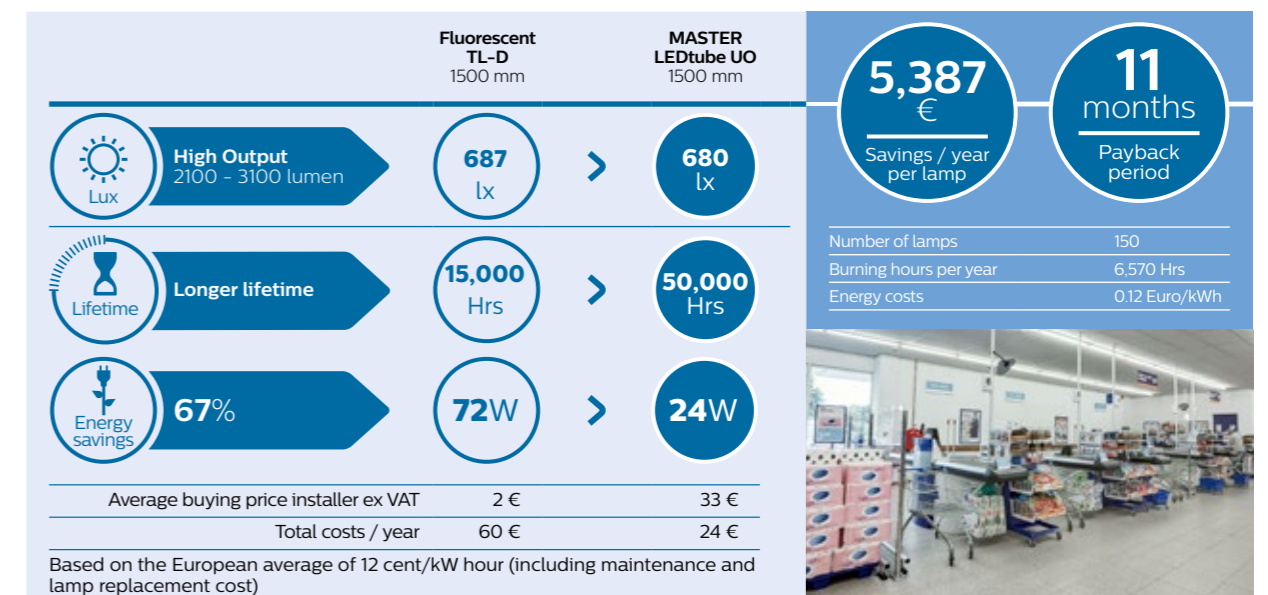 Fluorescent
TL-D
1500 mm
MASTER
LEDtube UO
1500 mm
Lux
High Output
2100 - 3100 lumen
687
lx
>
680
lx
Lifetime
Longer lifetime
15,000
Hrs
>
50,000
Hrs
Energy
savings
67%
72W
>
24W
Average buying price installer ex VAT 2 € 33 €
Total costs / year 60 € 24 €
Based on the European average of 12 cent/kW hour (including maintenance and
lamp replacement cost)
5,387
€
Savings / year
per lamp
11
months
Payback
period
Number of lamps 150
Burning hours per year 6,570 Hrs
Energy costs 0.12 Euro/kWh